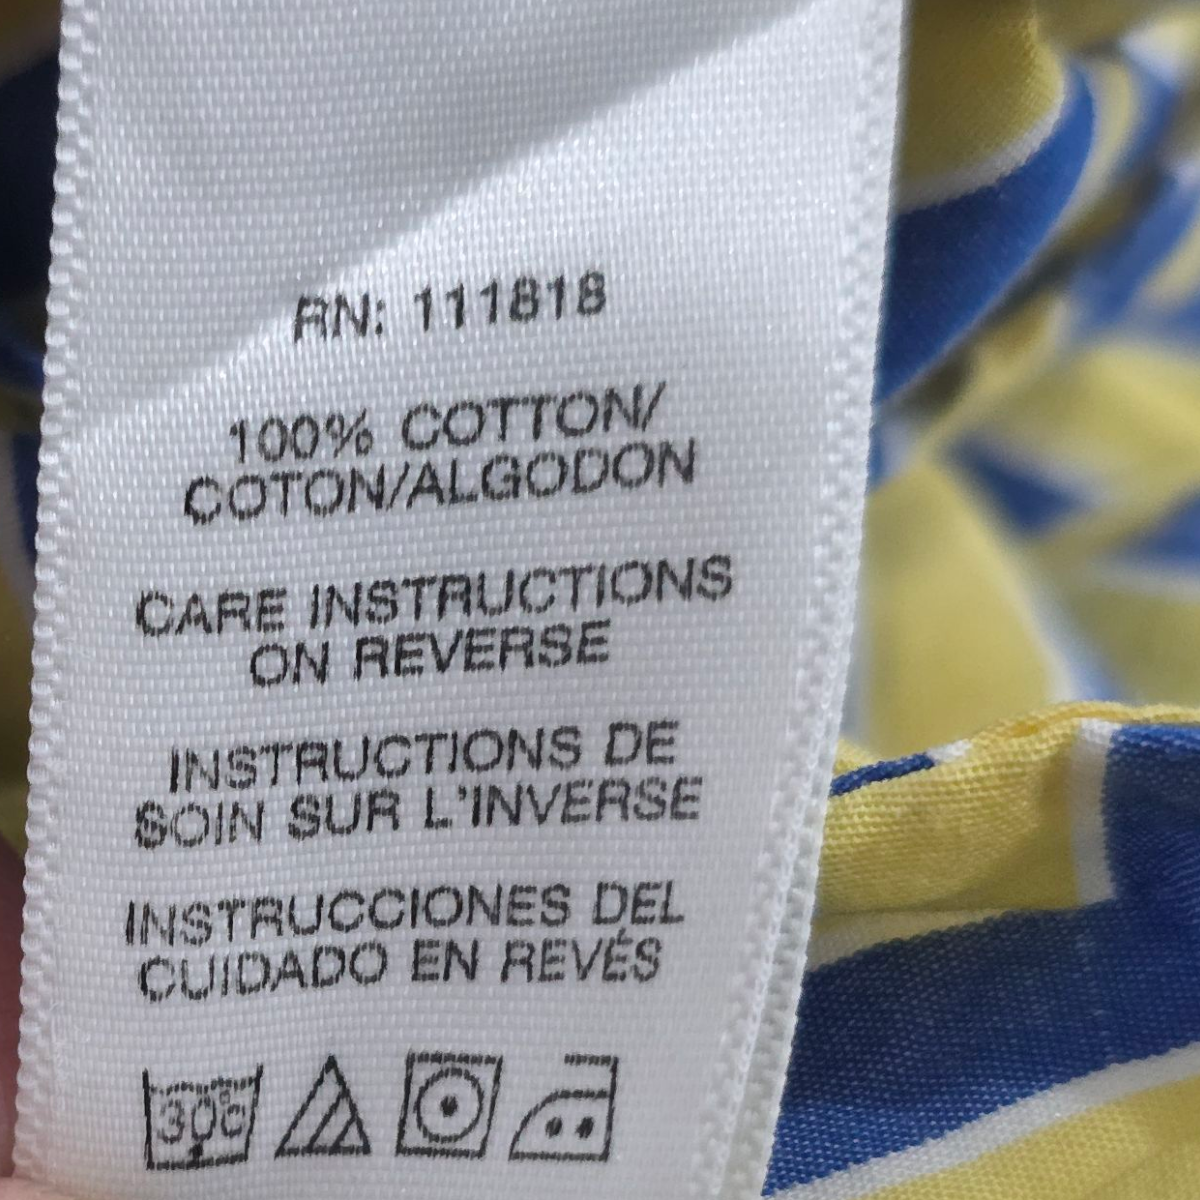 RN: 111818
100% COTTON/
COTON/ALGODON
CARE INSTRUCTIONS
ON REVERSE
INSTRUCTIONS DE
SOIN SUR L'INVERSE
INSTRUCCIONES DEL
CUIDADO EN REVÉS
30°c